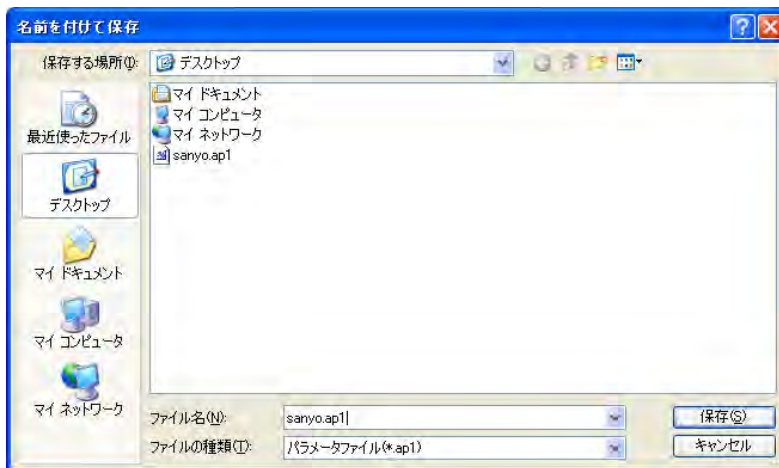 名前を付けて保存
保存する場所(I):
デスクトップ
最近使ったファイル
デスクトップ
マイ ドキュメント
マイ コンピュータ
マイ ネットワーク
マイ ドキュメント
マイ コンピュータ
マイ ネットワーク
sanyo.ap1
ファイル名(N):
sanyo.ap1
保存(S)
ファイルの種類(T):
パラメータファイル(*.ap1)
キャンセル